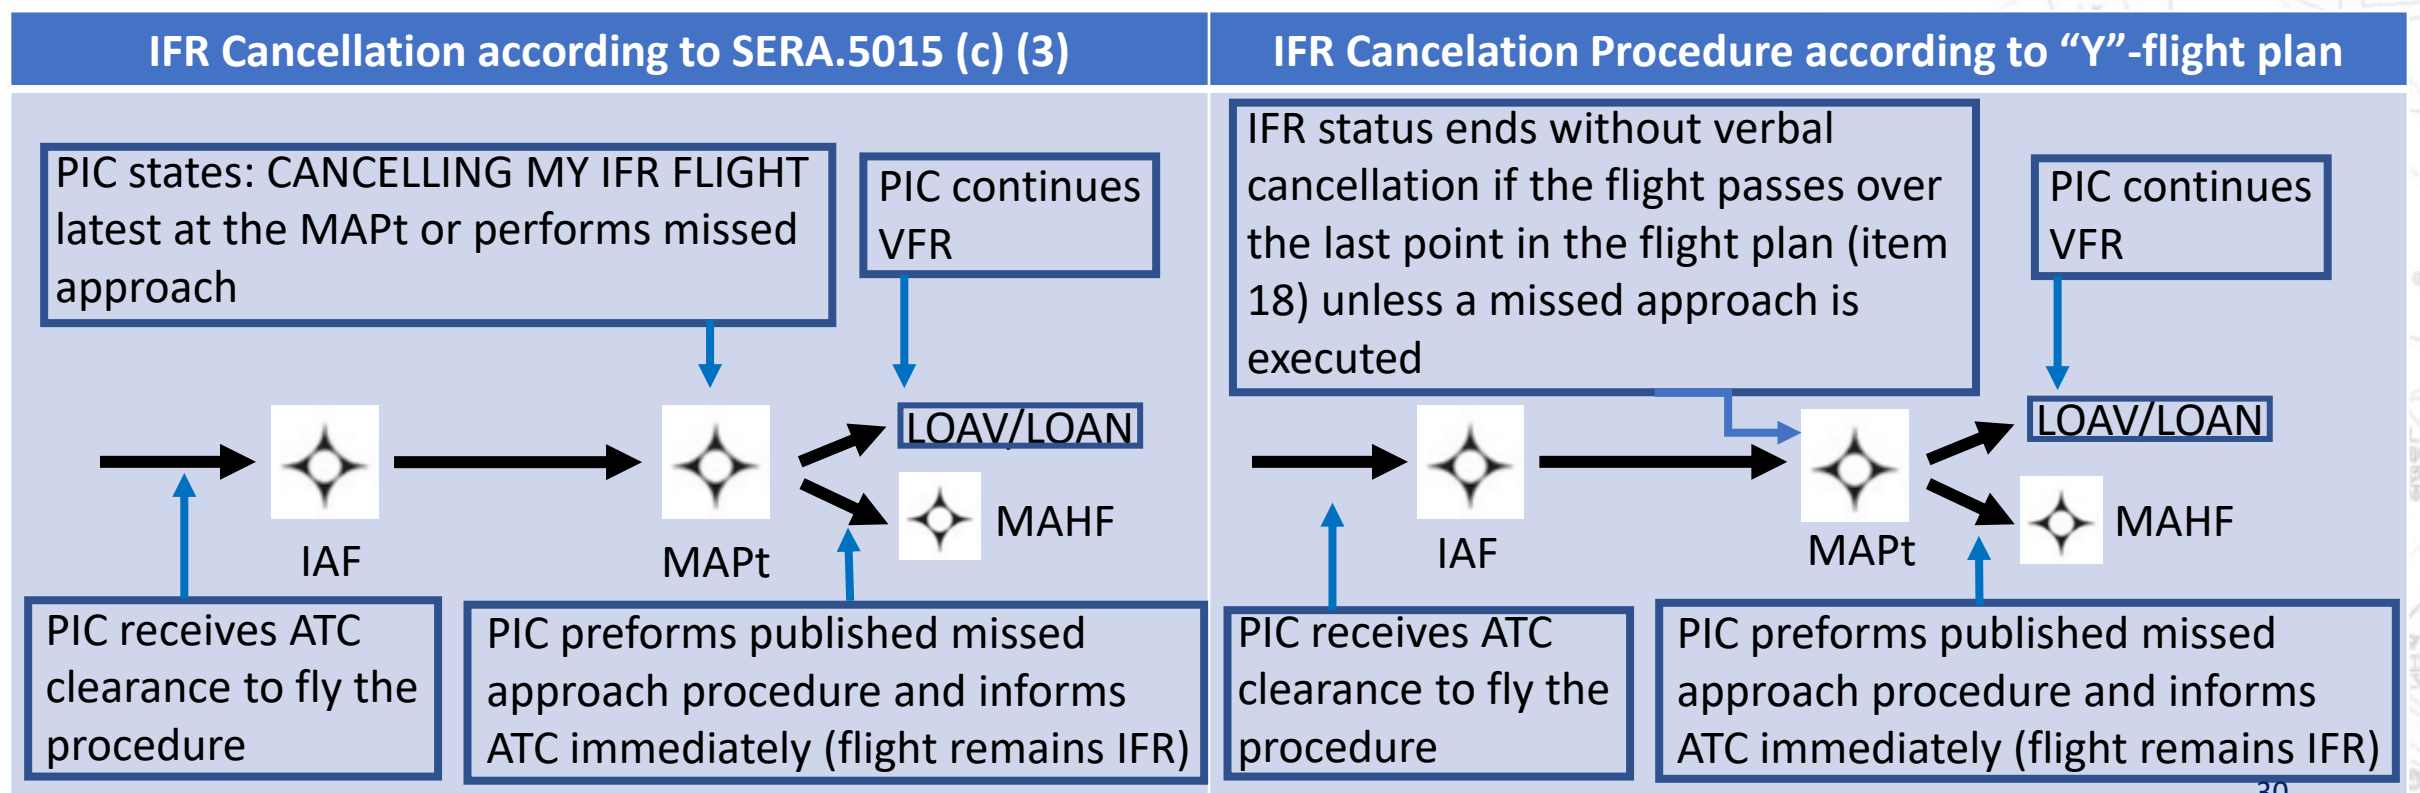 IFR Cancellation according to SERA.5015 (c) (3)
PIC states: CANCELLING MY IFR FLIGHT
latest at the MAPt or performs missed
approach
PIC continues
VFR
LOAV/LOAN
MAHF
IAF
MAPt
PIC receives ATC
clearance to fly the
procedure
PIC preforms published missed
approach procedure and informs
ATC immediately (flight remains IFR)
IFR Cancelation Procedure according to “Y”-flight plan
IFR status ends without verbal
cancellation if the flight passes over
the last point in the flight plan (item
18) unless a missed approach is
executed
PIC continues
VFR
LOAV/LOAN
MAHF
IAF
MAPt
PIC receives ATC
clearance to fly the
procedure
PIC preforms published missed
approach procedure and informs
ATC immediately (flight remains IFR)
30